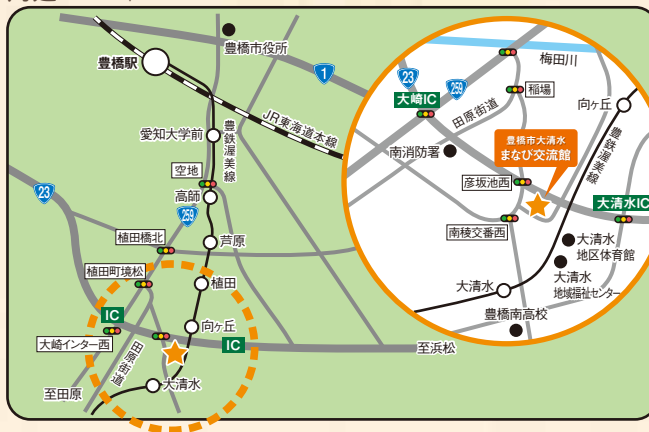 豊橋市役所
豊橋駅
1
JR東海道本線
愛知大学前
豊鉄渥美線
空地
高師
23
259
芦原
植田橋北
植田町境松
植田
IC
向ヶ丘
大崎インター西
IC
至浜松
田原街道
大清水
至田原
梅田川
23
259
稲場
大崎IC
向ヶ丘
田原街道
豊橋市大清水
まなび交流館
豊鉄渥美線
南消防署
彦坂池西
大清水IC
南稜交番西
大清水
地区体育館
大清水
地域福祉センター
大清水
豊橋南高校